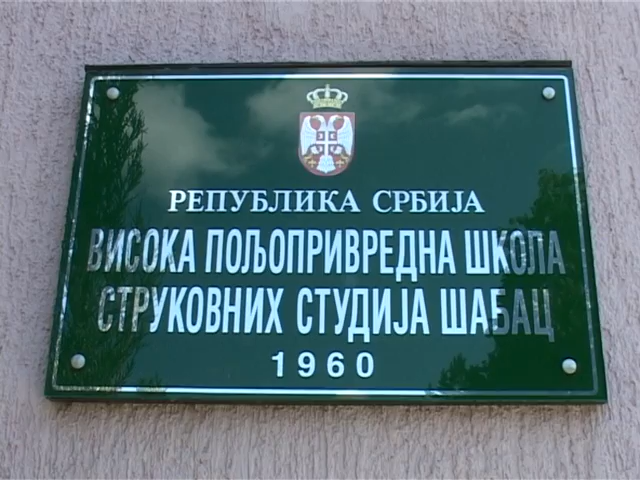 РЕПУБЛИКА СРБИЈА
ВИСОКА ПОЉОПРИВРЕДНА ШКОЛА
СТРУКОВНИХ СТУДИЈА ШАБАЦ
1960